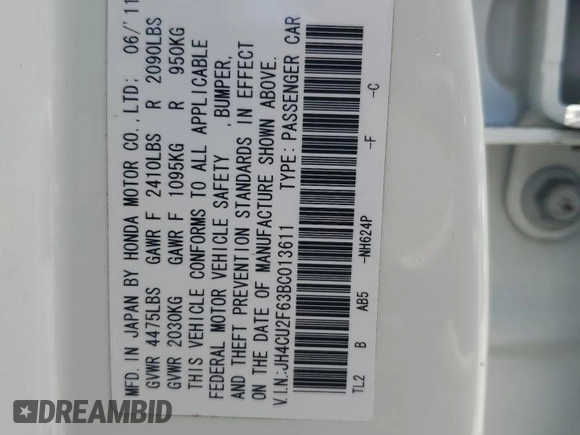 MFD. IN JAPAN BY HONDA MOTOR CO., LTD: 06/'11
GVWR 4475LBS GAWR F 2410LBS R 2090LBS
GVWR 2030KG GAWR F 1095KG R 950KG
THIS VEHICLE CONFORMS TO ALL APPLICABLE
FEDERAL MOTOR VEHICLE SAFETY , BUMPER,
AND THEFT PREVENTION STANDARDS IN EFFECT
ON THE DATE OF MANUFACTURE SHOWN ABOVE.
V.I.N:JH4CU2F63BC013611 TYPE: PASSENGER CAR
TL2 B AB5 -NH624P -F -C
DREAMBID